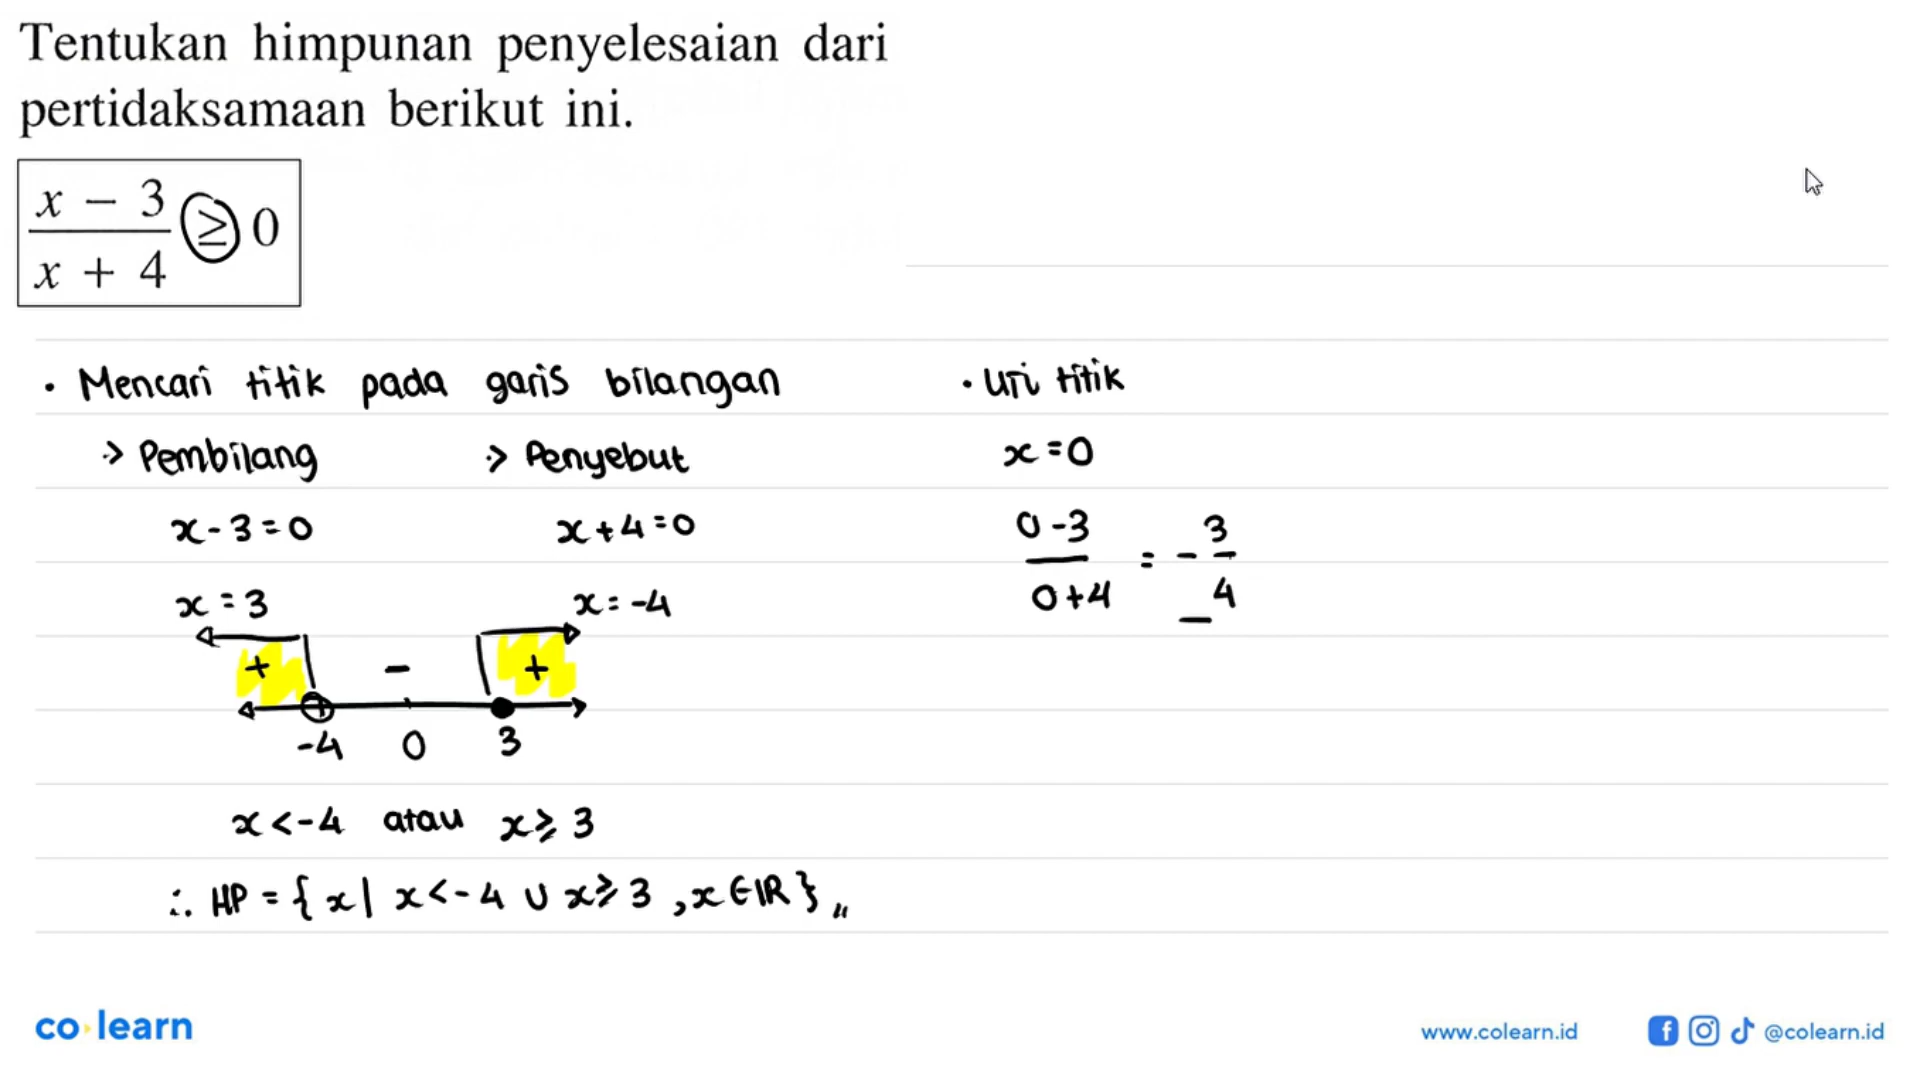 Tentukan himpunan penyelesaian dari
pertidaksamaan berikut ini.
x - 3 / x + 4 ≥ 0
• Mencari titik pada garis bilangan
-> Pembilang -> Penyebut
x - 3 = 0 x + 4 = 0
x = 3 x = -4
+ - +
-4 0 3
x < -4 atau x ≥ 3
∴ HP = { x | x < -4 ∪ x ≥ 3 , x ∈ IR } "
• Uji titik
x = 0
0 - 3 / 0 + 4 = - 3 / 4
–
co learn
www.colearn.id @colearn.id